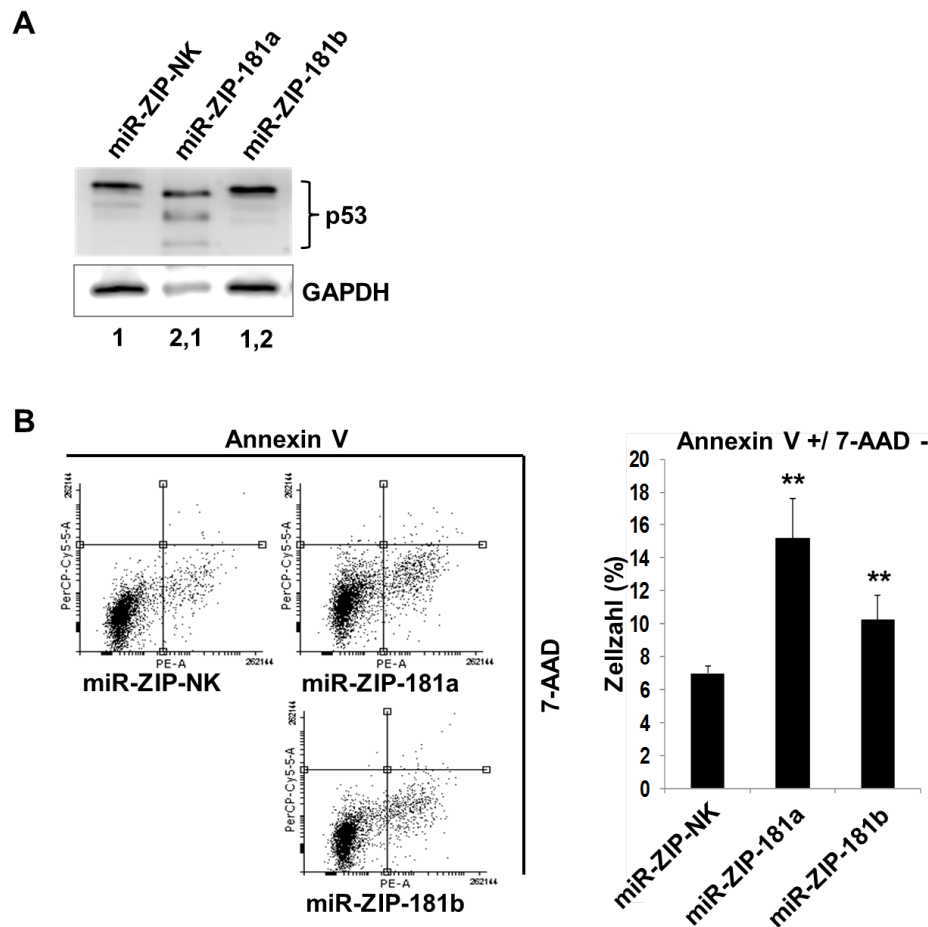 A
miR-ZIP-NK
miR-ZIP-181a
miR-ZIP-181b
p53
GAPDH
1 2,1 1,2
B
Annexin V
262144
PerCP-Cy5-5-A
PE-A 262144
miR-ZIP-NK
262144
PerCP-Cy5-5-A
PE-A 262144
miR-ZIP-181a
262144
PerCP-Cy5-5-A
PE-A 262144
miR-ZIP-181b
7-AAD
Annexin V +/ 7-AAD -
Zellzahl (%)
20
18
16
14
12
10
8
6
4
2
0
**
**
miR-ZIP-NK
miR-ZIP-181a
miR-ZIP-181b